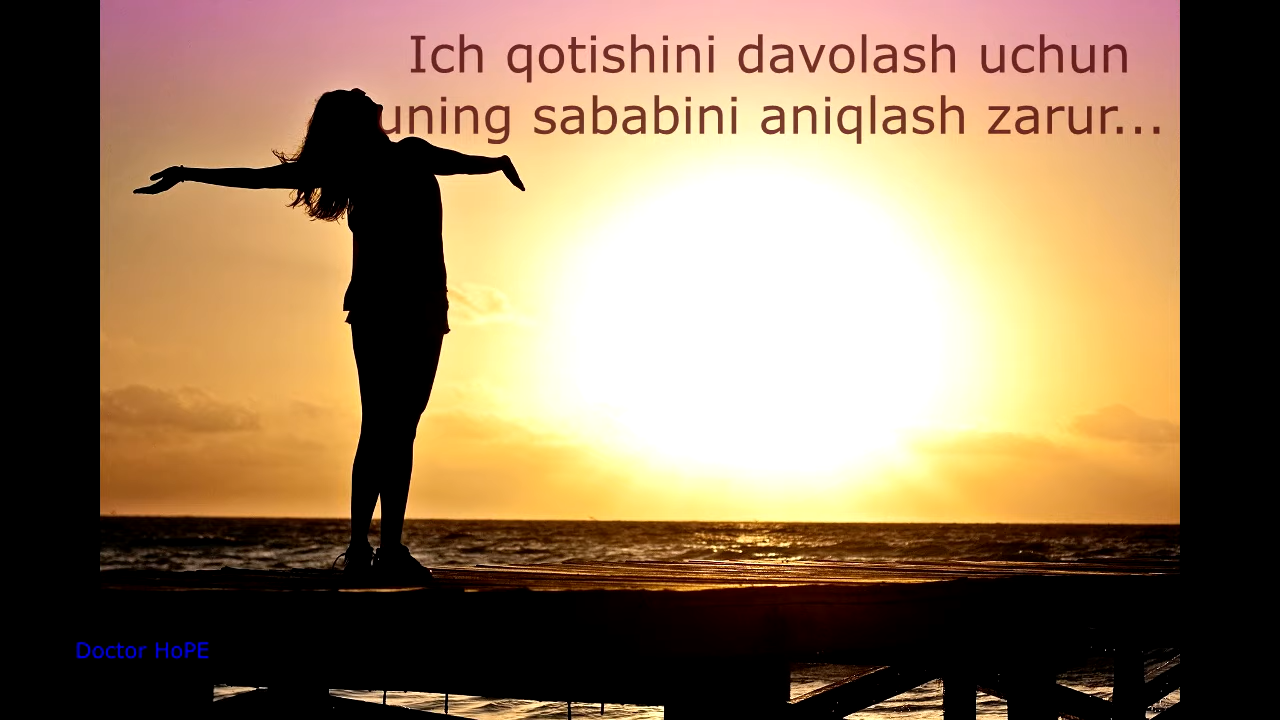 Ich qotishini davolash uchun
uning sababini aniqlash zarur...
Doctor HoPE